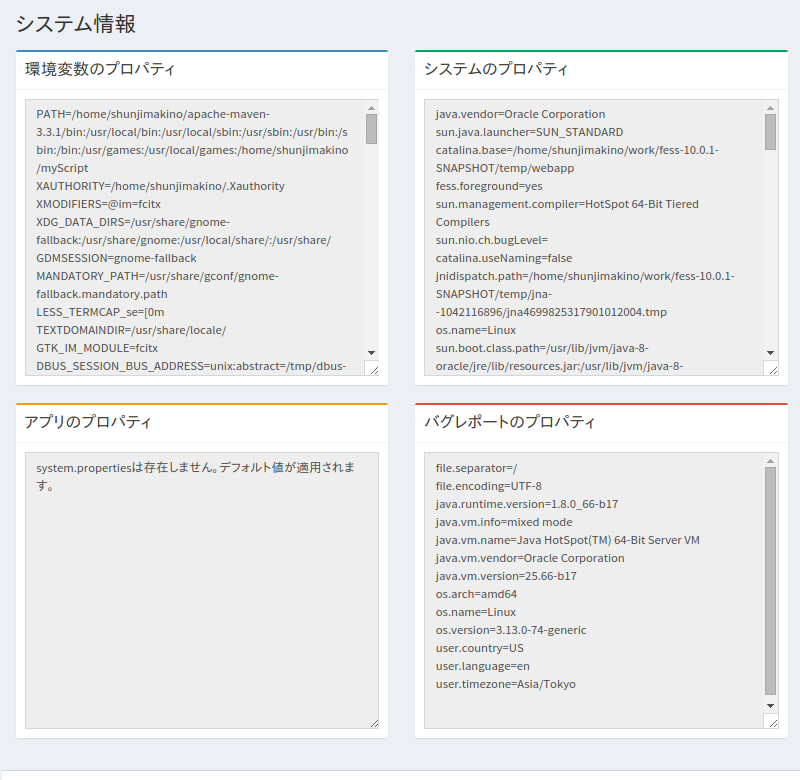 システム情報
環境変数のプロパティ
PATH=/home/shunjimakino/apache-maven-
3.3.1/bin:/usr/local/bin:/usr/local/sbin:/usr/sbin:/usr/bin:/s
bin:/bin:/usr/games:/usr/local/games:/home/shunjimakino
/myScript
XAUTHORITY=/home/shunjimakino/.Xauthority
XMODIFIERS=@im=fcitx
XDG_DATA_DIRS=/usr/share/gnome-
fallback:/usr/share/gnome:/usr/local/share/:/usr/share/
GDMSESSION=gnome-fallback
MANDATORY_PATH=/usr/share/gconf/gnome-
fallback.mandatory.path
LESS_TERMCAP_se=[0m
TEXTDOMAINDIR=/usr/share/locale/
GTK_IM_MODULE=fcitx
DBUS_SESSION_BUS_ADDRESS=unix:abstract=/tmp/dbus-
システムのプロパティ
java.vendor=Oracle Corporation
sun.java.launcher=SUN_STANDARD
catalina.base=/home/shunjimakino/work/fess-10.0.1-
SNAPSHOT/temp/webapp
fess.foreground=yes
sun.management.compiler=HotSpot 64-Bit Tiered
Compilers
sun.nio.ch.bugLevel=
catalina.useNaming=false
jnidispatch.path=/home/shunjimakino/work/fess-10.0.1-
SNAPSHOT/temp/jna-
-1042116896/jna4699825317901012004.tmp
os.name=Linux
sun.boot.class.path=/usr/lib/jvm/java-8-
oracle/jre/lib/resources.jar:/usr/lib/jvm/java-8-
アプリのプロパティ
system.propertiesは存在しません。デフォルト値が適用されま
す。
バグレポートのプロパティ
file.separator=/
file.encoding=UTF-8
java.runtime.version=1.8.0_66-b17
java.vm.info=mixed mode
java.vm.name=Java HotSpot(TM) 64-Bit Server VM
java.vm.vendor=Oracle Corporation
java.vm.version=25.66-b17
os.arch=amd64
os.name=Linux
os.version=3.13.0-74-generic
user.country=US
user.language=en
user.timezone=Asia/Tokyo